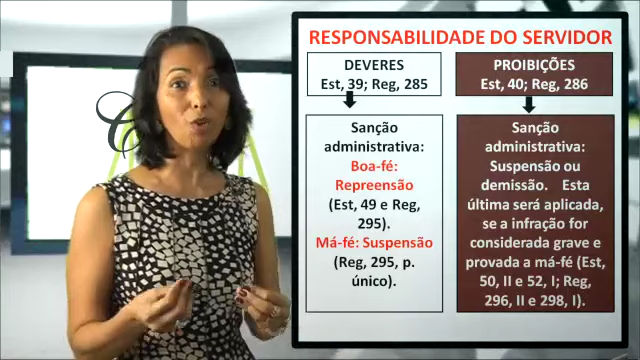 RESPONSABILIDADE DO SERVIDOR
DEVERES
Est, 39; Reg, 285
Sanção
administrativa:
Boa-fé:
Repreensão
(Est, 49 e Reg,
295).
Má-fé: Suspensão
(Reg, 295, p.
único).
PROIBIÇÕES
Est, 40; Reg, 286
Sanção
administrativa:
Suspensão ou
demissão. Esta
última será aplicada,
se a infração for
considerada grave e
provada a má-fé (Est,
50, II e 52, I; Reg,
296, II e 298, I).